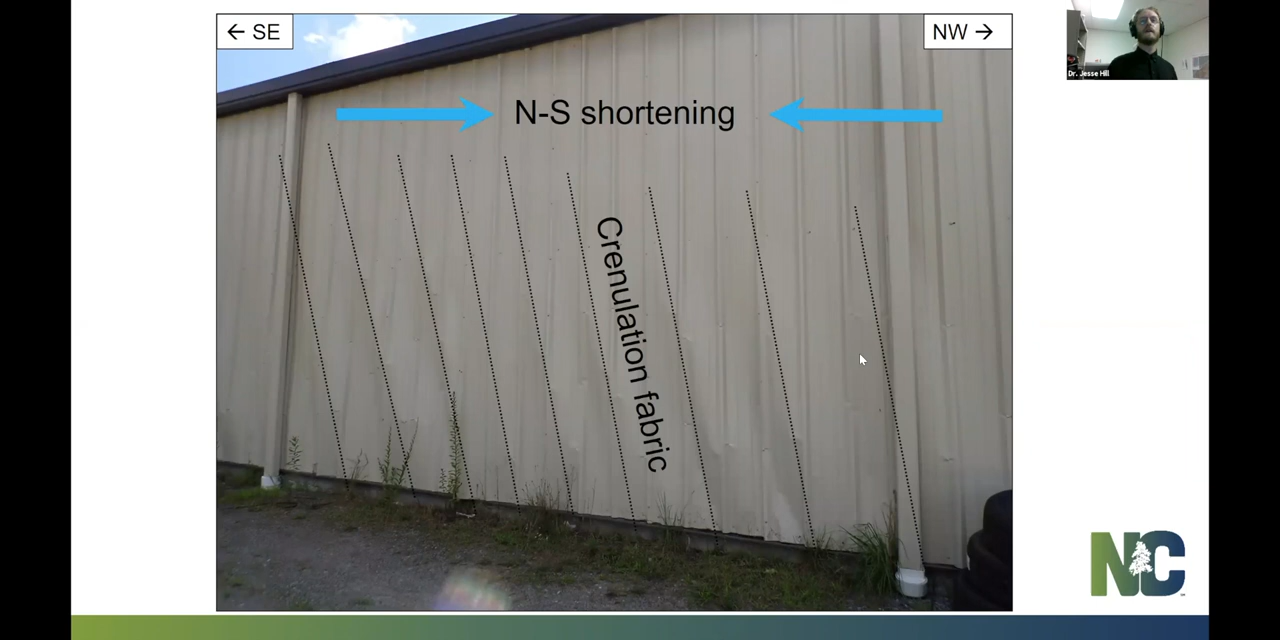 ← SE
NW →
Dr. Jesse Hill
N-S shortening
Crenulation fabric
NC